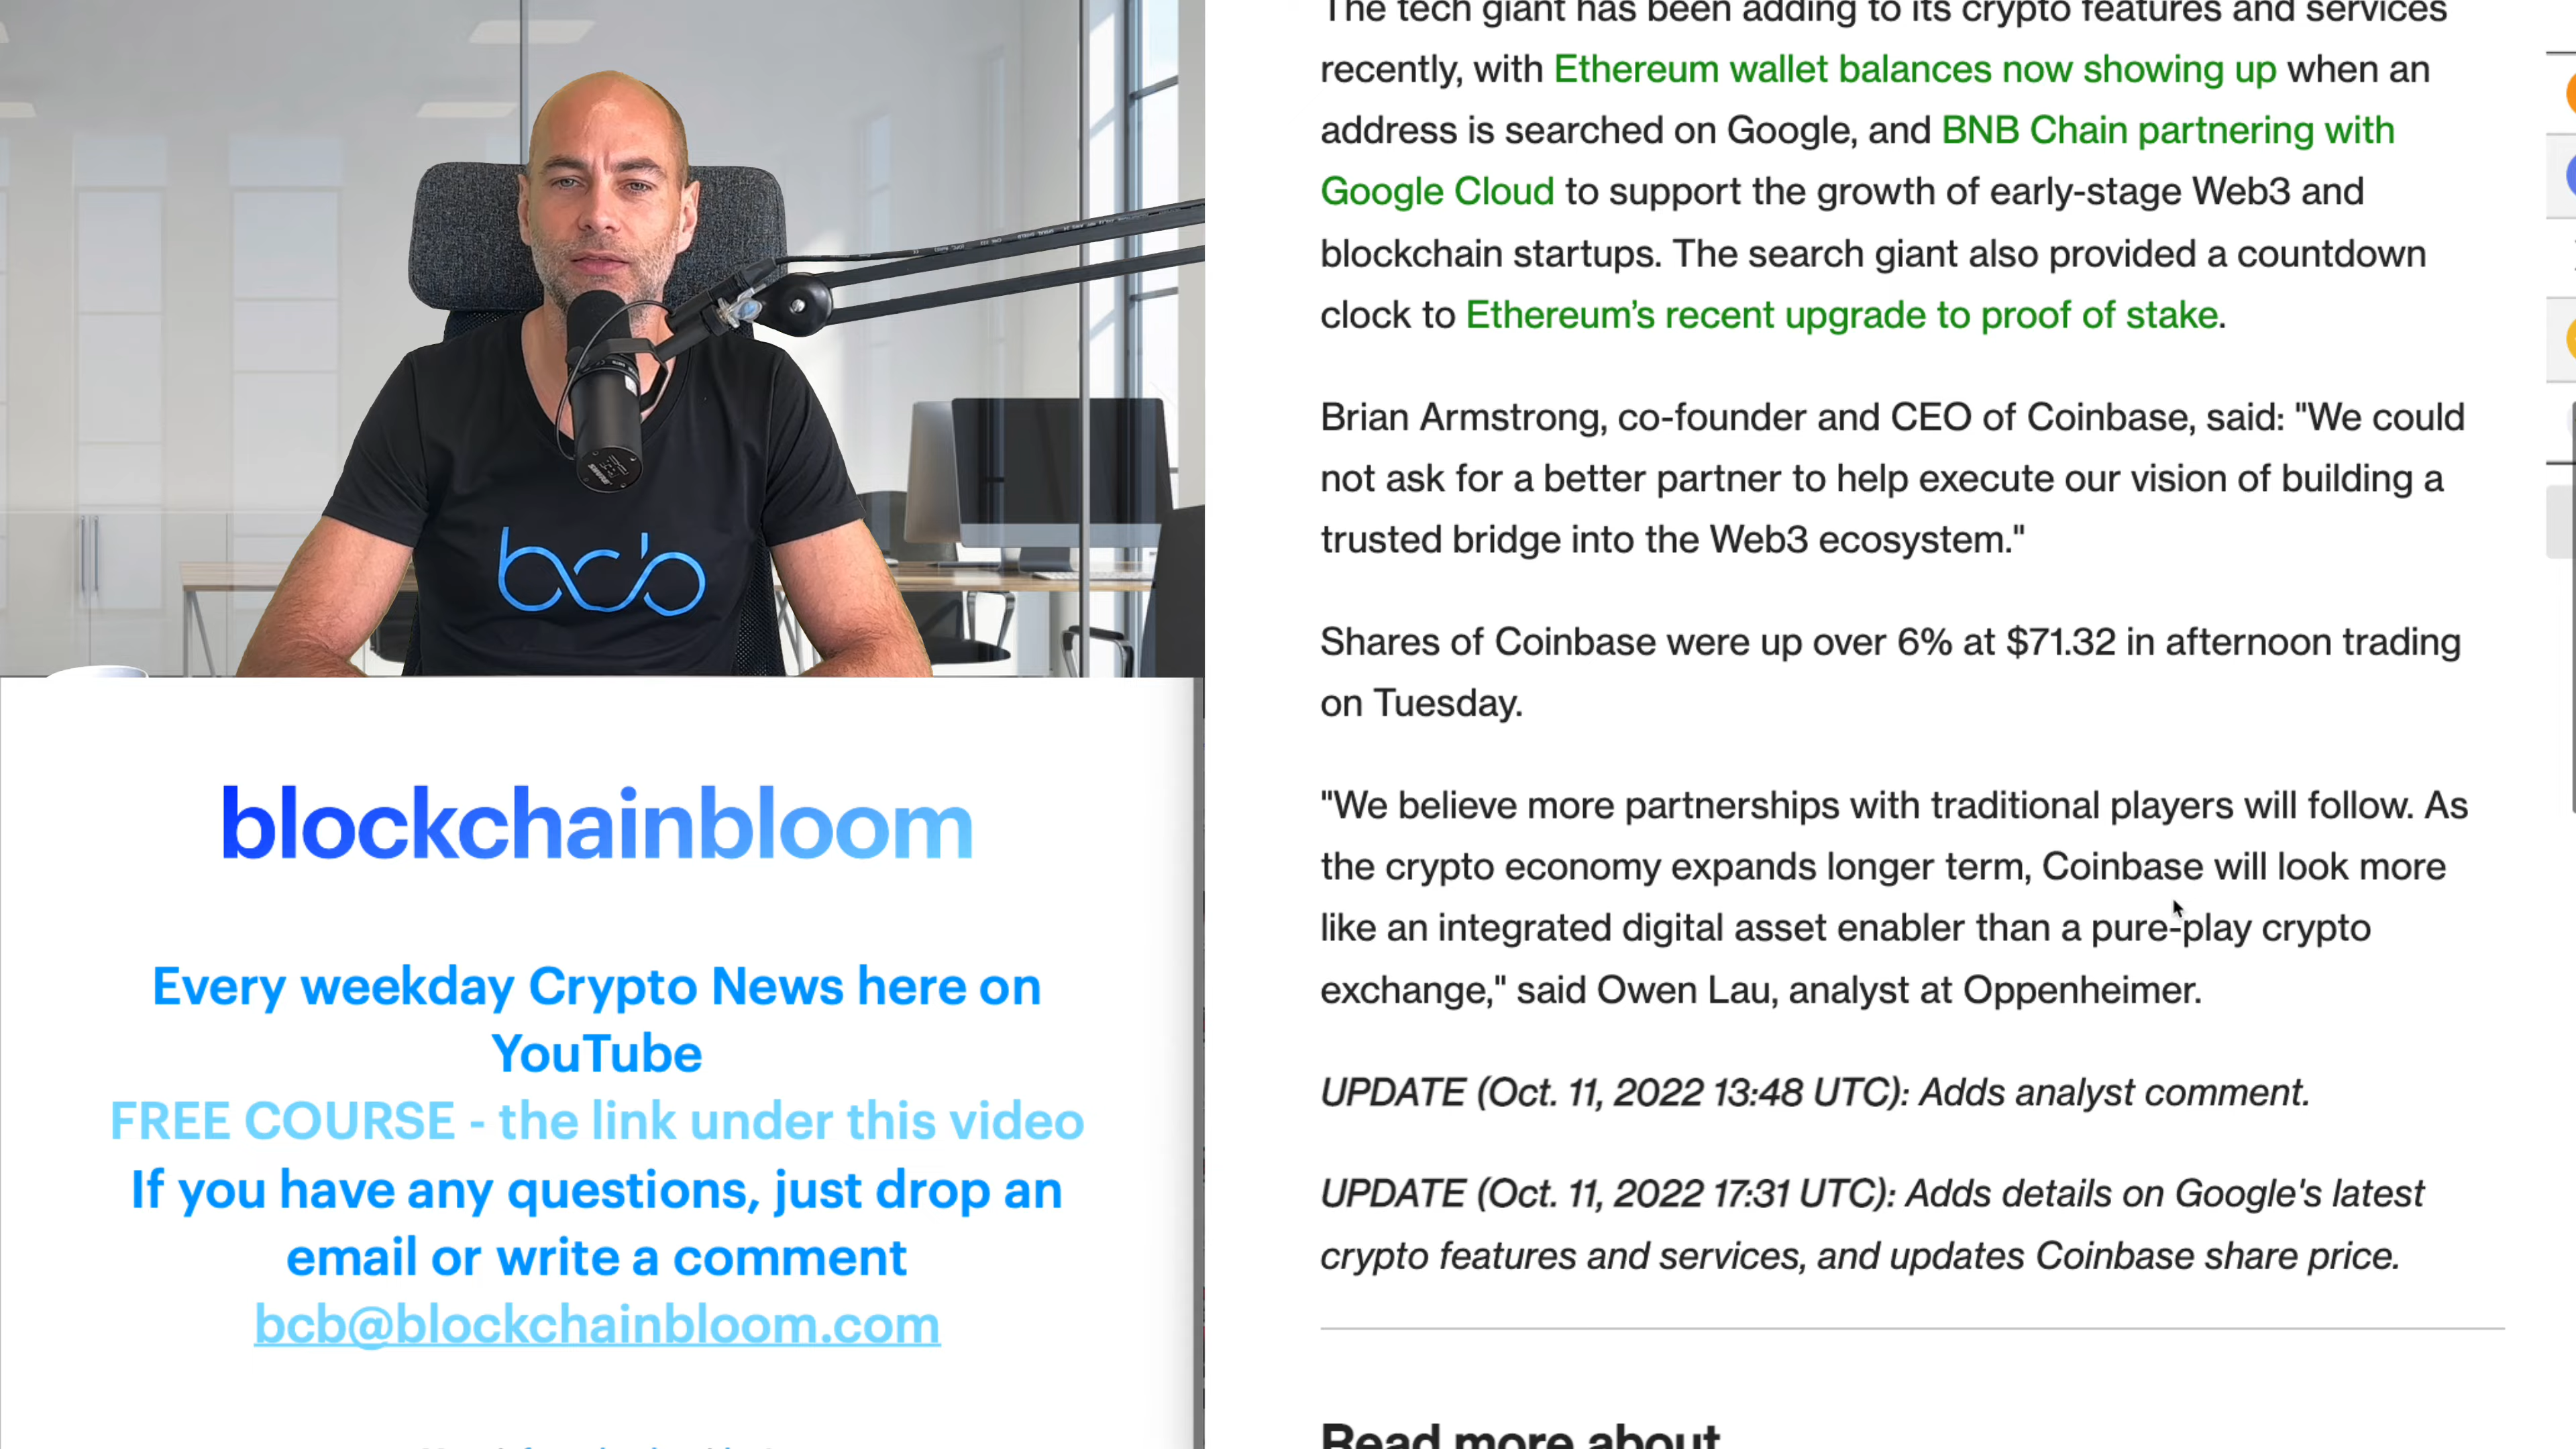 bcb
blockchainbloom
Every weekday Crypto News here on
YouTube
FREE COURSE - the link under this video
If you have any questions, just drop an
email or write a comment
bcb@blockchainbloom.com
The tech giant has been adding to its crypto features and services
recently, with Ethereum wallet balances now showing up when an
address is searched on Google, and BNB Chain partnering with
Google Cloud to support the growth of early-stage Web3 and
blockchain startups. The search giant also provided a countdown
clock to Ethereum’s recent upgrade to proof of stake.
Brian Armstrong, co-founder and CEO of Coinbase, said: "We could
not ask for a better partner to help execute our vision of building a
trusted bridge into the Web3 ecosystem."
Shares of Coinbase were up over 6% at $71.32 in afternoon trading
on Tuesday.
"We believe more partnerships with traditional players will follow. As
the crypto economy expands longer term, Coinbase will look more
like an integrated digital asset enabler than a pure-play crypto
exchange," said Owen Lau, analyst at Oppenheimer.
UPDATE (Oct. 11, 2022 13:48 UTC): Adds analyst comment.
UPDATE (Oct. 11, 2022 17:31 UTC): Adds details on Google's latest
crypto features and services, and updates Coinbase share price.
Read more about